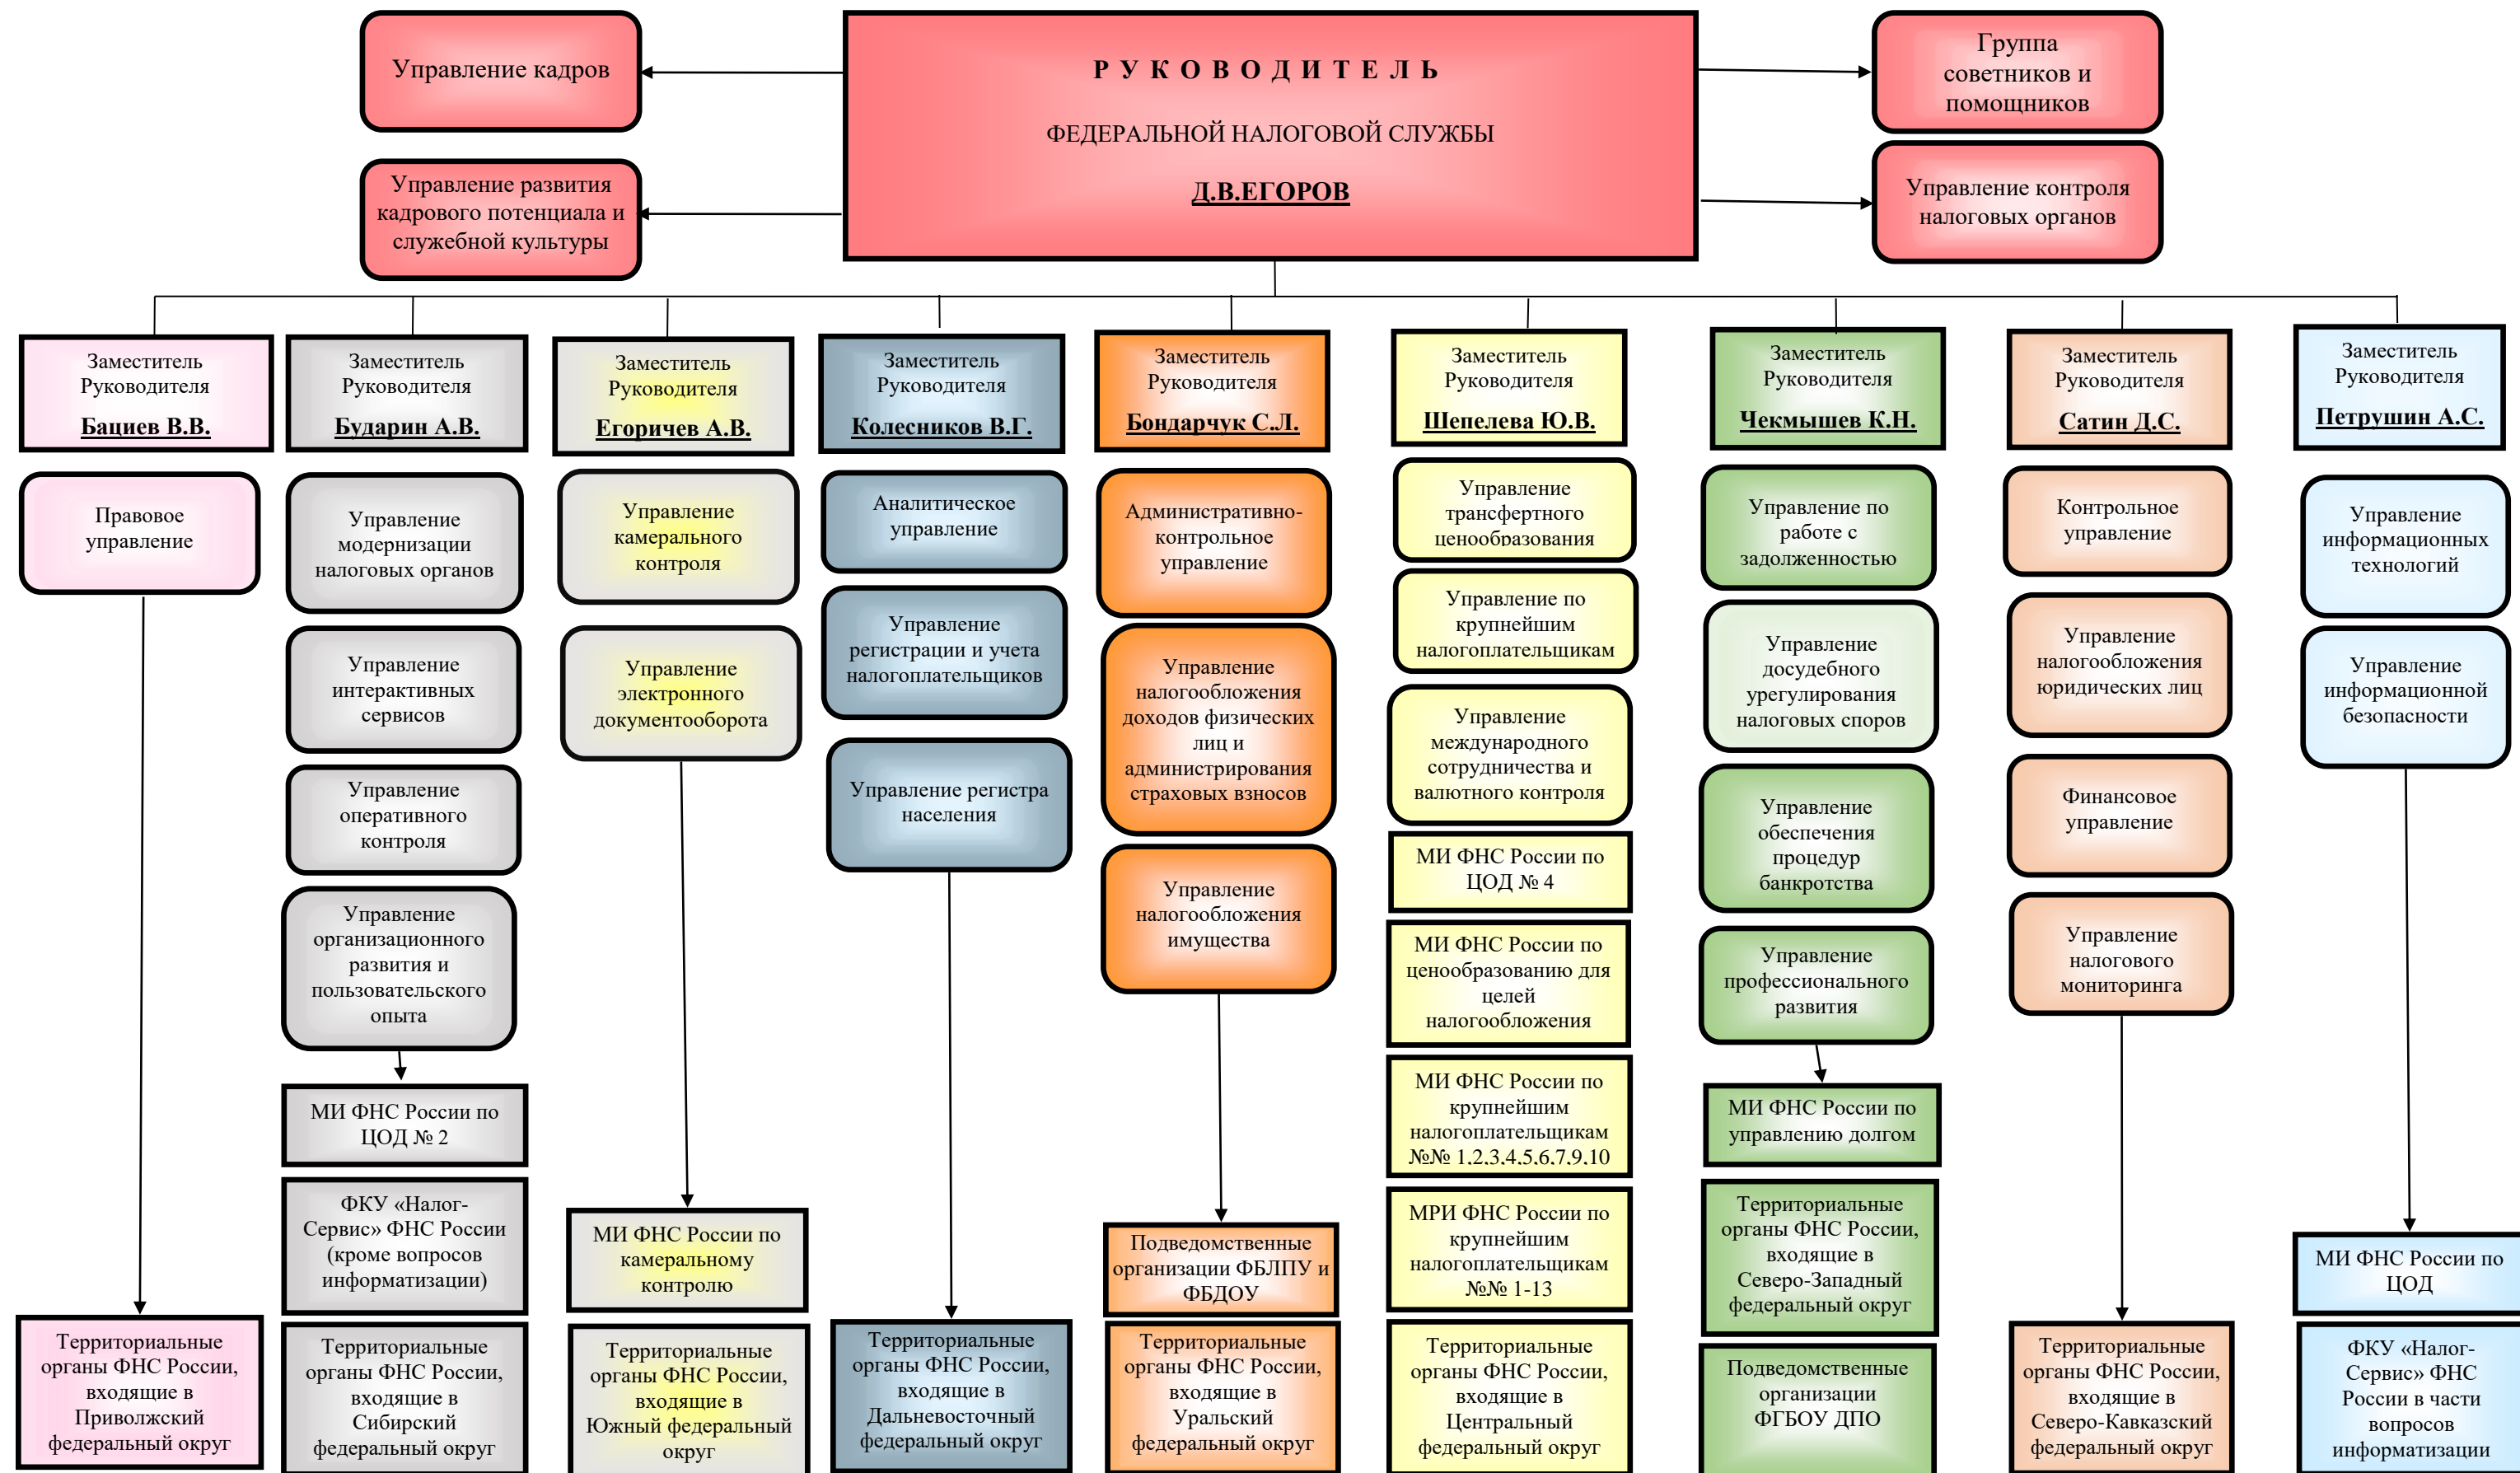 Управление кадров
Р У К О В О Д И Т Е Л Ь
ФЕДЕРАЛЬНОЙ НАЛОГОВОЙ СЛУЖБЫ
Д.В.ЕГОРОВ
Группа
советников и
помощников
Управление развития
кадрового потенциала и
служебной культуры
Управление контроля
налоговых органов
Заместитель
Руководителя
Бациев В.В.
Правовое
управление
Территориальные
органы ФНС России,
входящие в
Приволжский
федеральный округ
Заместитель
Руководителя
Бударин А.В.
Управление
модернизации
налоговых органов
Управление
интерактивных
сервисов
Управление
оперативного
контроля
Управление
организационного
развития и
пользовательского
опыта
МИ ФНС России по
ЦОД № 2
ФКУ «Налог-
Сервис» ФНС России
(кроме вопросов
информатизации)
Территориальные
органы ФНС России,
входящие в
Сибирский
федеральный округ
Заместитель
Руководителя
Егоричев А.В.
Управление
камерального
контроля
Управление
электронного
документооборота
МИ ФНС России по
камеральному
контролю
Территориальные
органы ФНС России,
входящие в
Южный федеральный
округ
Заместитель
Руководителя
Колесников В.Г.
Аналитическое
управление
Управление
регистрации и учета
налогоплательщиков
Управление регистра
населения
Территориальные
органы ФНС России,
входящие в
Дальневосточный
федеральный округ
Заместитель
Руководителя
Бондарчук С.Л.
Административно-
контрольное
управление
Управление
налогообложения
доходов физических
лиц и
администрирования
страховых взносов
Управление
налогообложения
имущества
Подведомственные
организации ФБЛПУ и
ФБДОУ
Территориальные
органы ФНС России,
входящие в
Уральский
федеральный округ
Заместитель
Руководителя
Шепелева Ю.В.
Управление
трансфертного
ценообразования
Управление по
крупнейшим
налогоплательщикам
Управление
международного
сотрудничества и
валютного контроля
МИ ФНС России по
ЦОД № 4
МИ ФНС России по
ценообразованию для
целей
налогообложения
МИ ФНС России по
крупнейшим
налогоплательщикам
№№ 1,2,3,4,5,6,7,9,10
МРИ ФНС России по
крупнейшим
налогоплательщикам
№№ 1-13
Территориальные
органы ФНС России,
входящие в
Центральный
федеральный округ
Заместитель
Руководителя
Чекмышев К.Н.
Управление по
работе с
задолженностью
Управление
досудебного
урегулирования
налоговых споров
Управление
обеспечения
процедур
банкротства
Управление
профессионального
развития
МИ ФНС России по
управлению долгом
Территориальные
органы ФНС России,
входящие в
Северо-Западный
федеральный округ
Подведомственные
организации
ФГБОУ ДПО
Заместитель
Руководителя
Сатин Д.С.
Контрольное
управление
Управление
налогообложения
юридических лиц
Финансовое
управление
Управление
налогового
мониторинга
Территориальные
органы ФНС России,
входящие в
Северо-Кавказский
федеральный округ
Заместитель
Руководителя
Петрушин А.С.
Управление
информационных
технологий
Управление
информационной
безопасности
МИ ФНС России по
ЦОД
ФКУ «Налог-
Сервис» ФНС
России в части
вопросов
информатизации